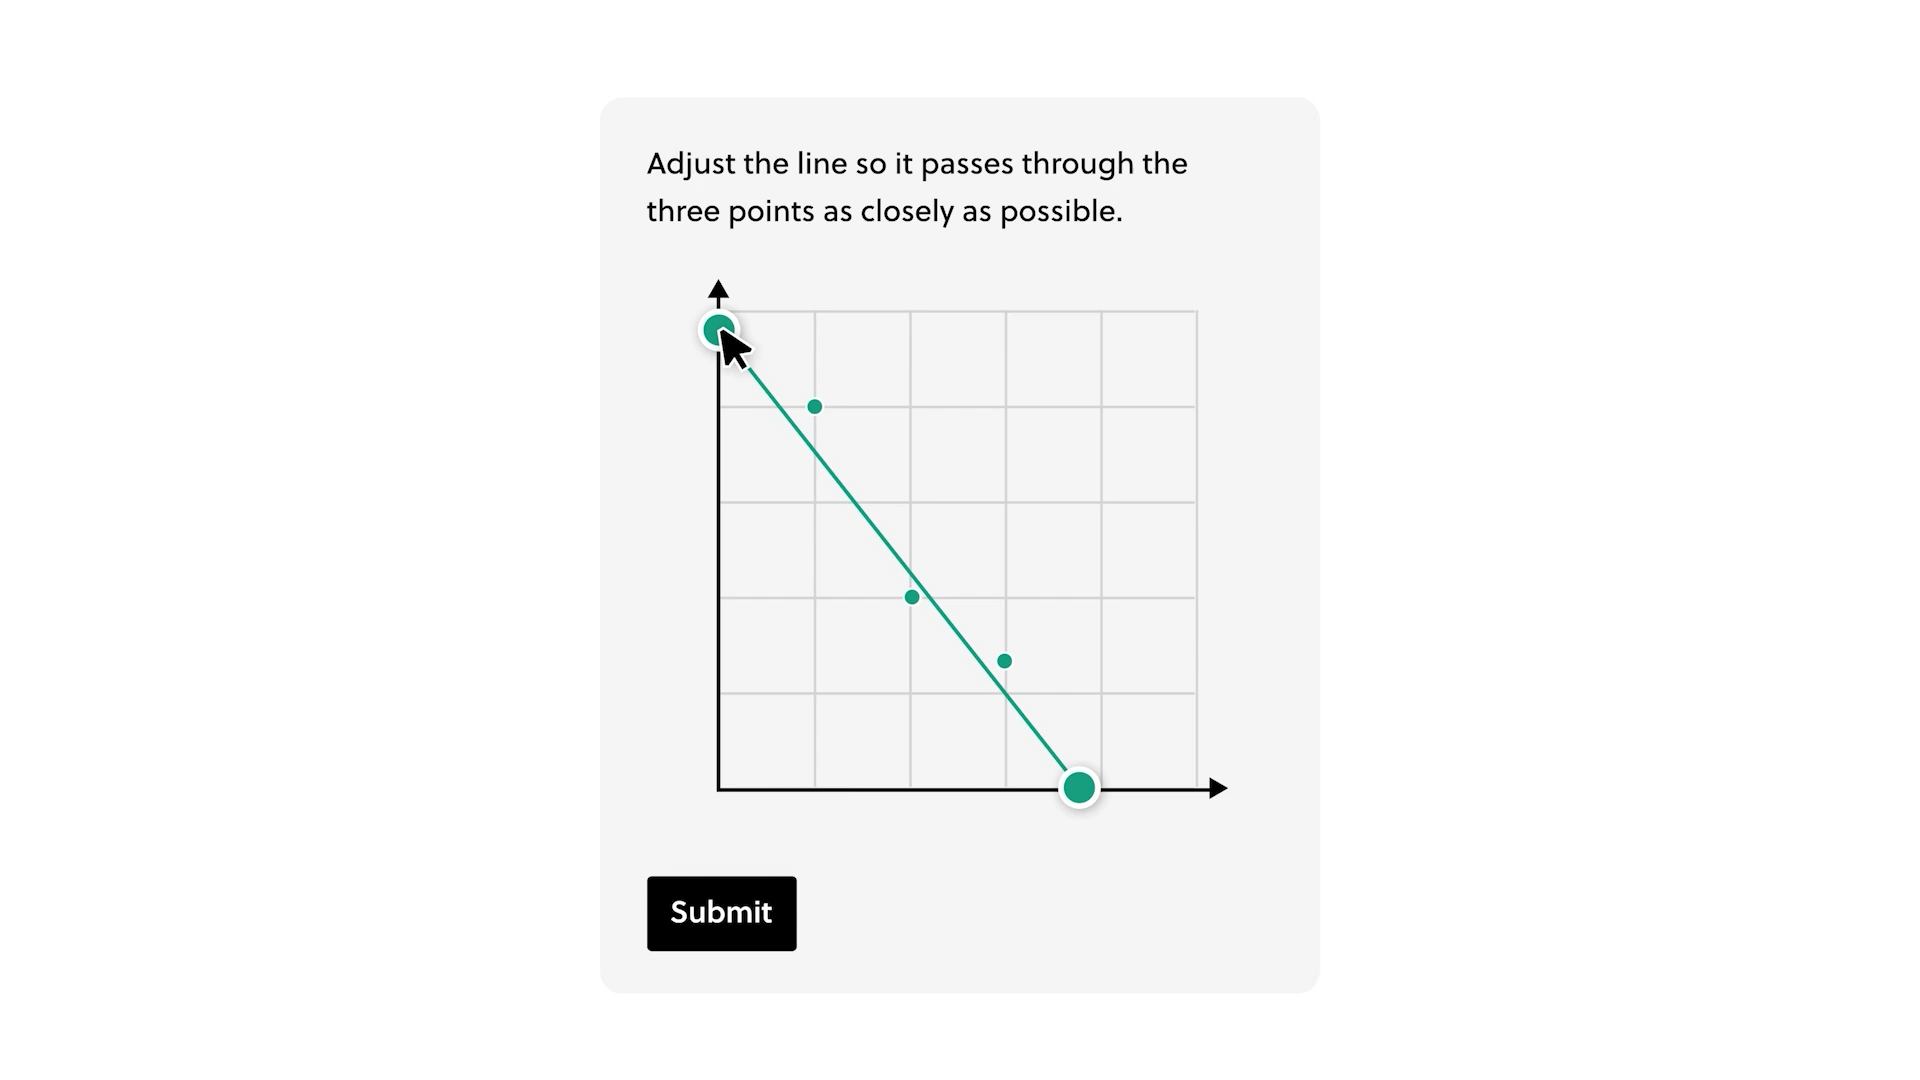 Adjust the line so it passes through the
three points as closely as possible.
Submit